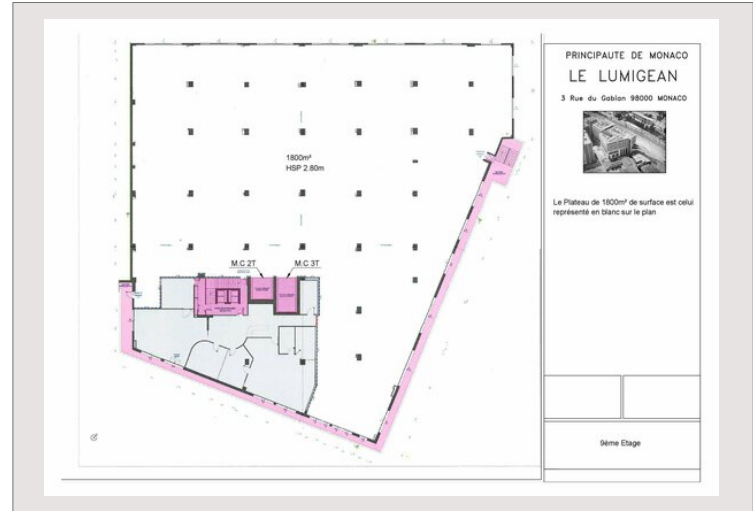 1800m²
HSP 2.80m
M.C 2T
M.C 3T
PRINCIPAUTE DE MONACO
LE LUMIGEAN
3 Rue du Gabian 98000 MONACO
Le Plateau de 1800m² de surface est celui
représenté en blanc sur le plan
9ème Etage